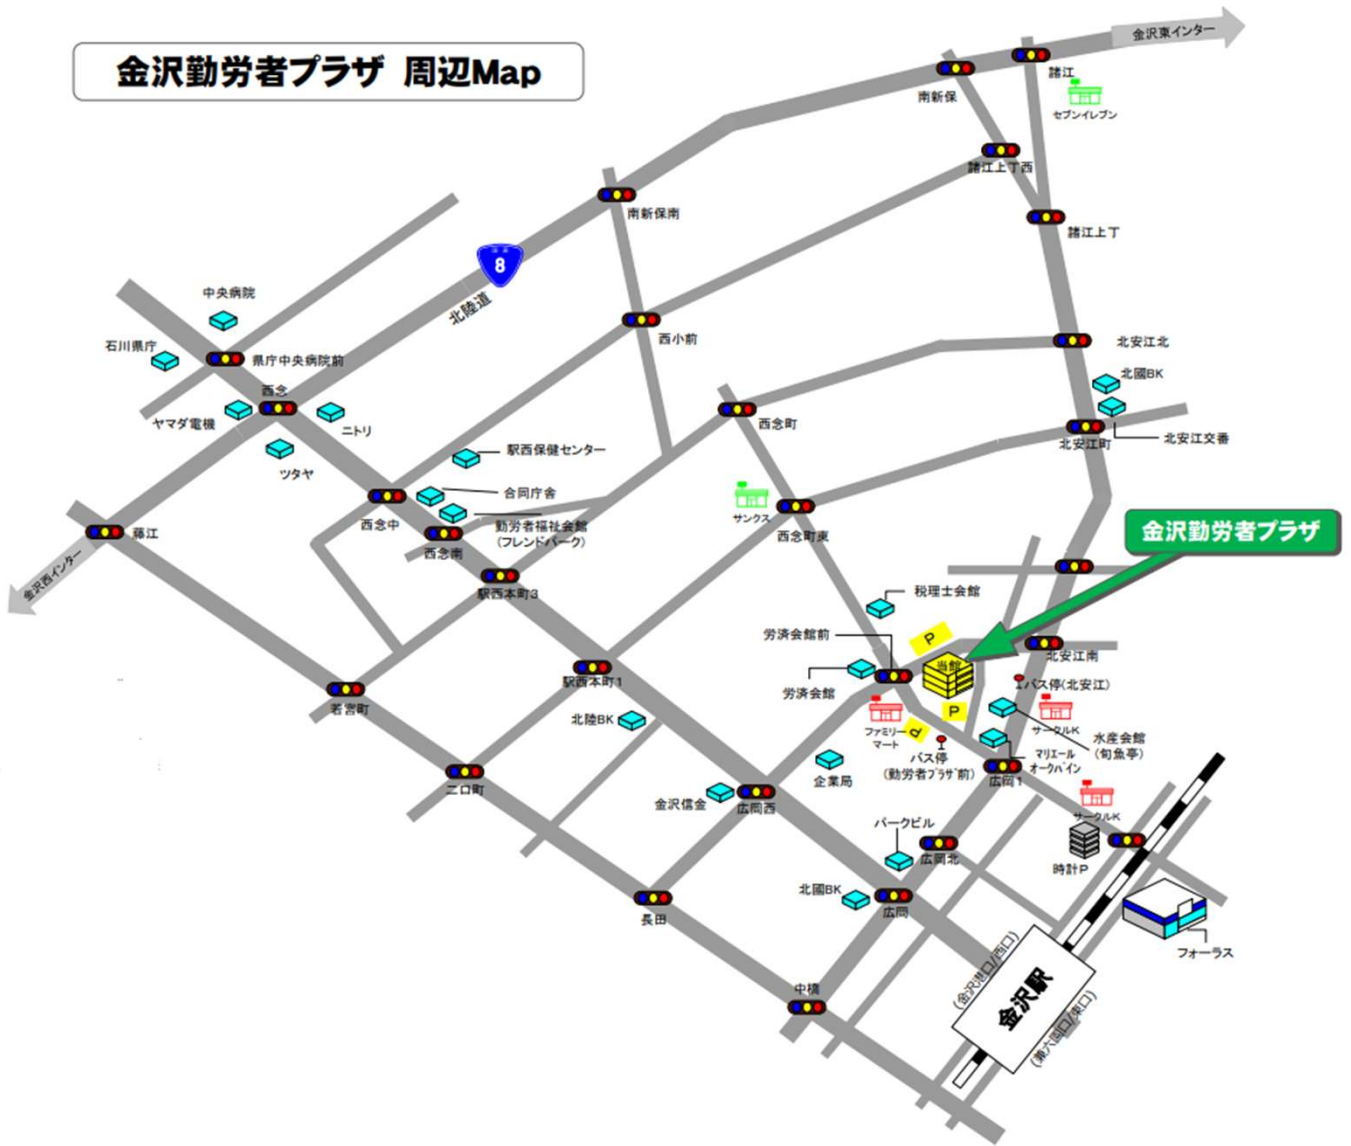 金沢勤労者プラザ 周辺Map
金沢東インター
諸江
南新保
セブンイレブン
諸江上丁西
南新保南
諸江上丁
8
北陸道
中央病院
石川県庁
県庁中央病院前
西小前
北安江北
北國BK
西念
ヤマダ電機
ニトリ
西念町
北安江町
北安江交番
ツタヤ
駅西保健センター
合同庁舎
サンクス
西念中
勤労者福祉会館
(フレンドパーク)
西念町東
金沢勤労者プラザ
藤江
西念南
金沢西インター
駅西本町3
税理士会館
労済会館前
P
当館
北安江南
駅西本町1
労済会館
バス停(北安江)
若宮町
北陸BK
ファミリー
マート
P
P
サークルK
水産会館
(旬魚亭)
バス停
(勤労者プラザ前)
マリエール
オークパイン
二口町
企業局
広岡1
金沢信金
広岡西
サークルK
パークビル
広岡北
時計P
北國BK
広岡
長田
フォーラス
(金沢港口/西口)
金沢駅
(兼六園口/東口)
中橋